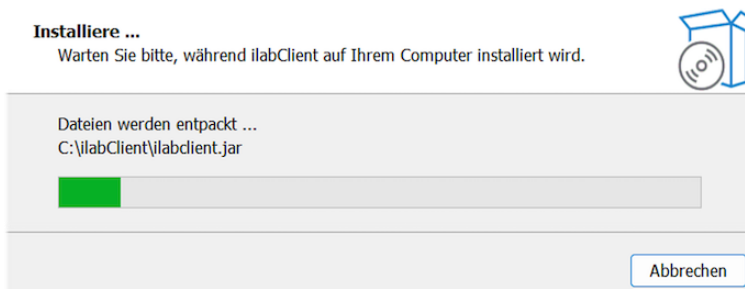 Installiere ...
Warten Sie bitte, während ilabClient auf Ihrem Computer installiert wird.
Dateien werden entpackt ...
C:\ilabClient\ilabclient.jar
Abbrechen